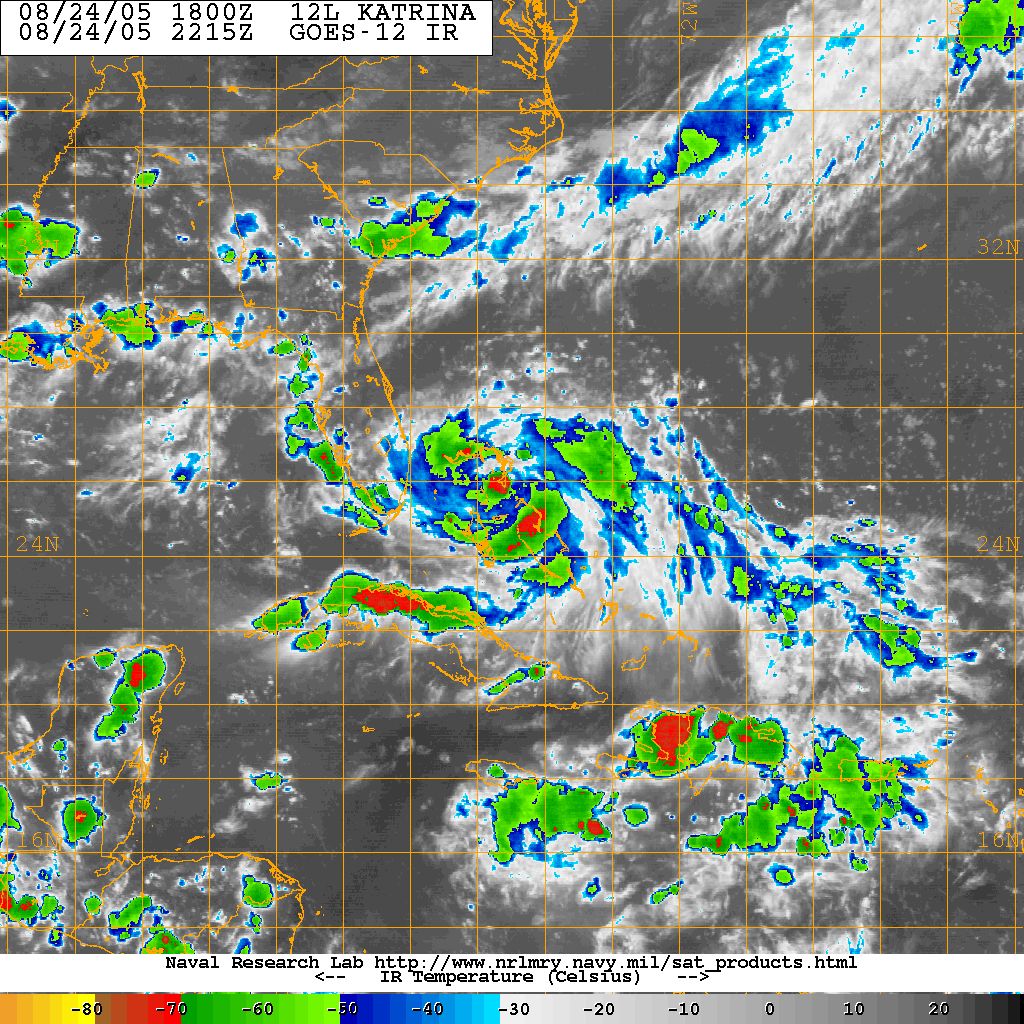 08/24/05 1800Z 12L KATRINA
08/24/05 2215Z GOES-12 IR
72W
32N
24N 24N
16N 16N
Naval Research Lab http://www.nrlmry.navy.mil/sat_products.html
<-- IR Temperature (Celsius) -->
-80 -70 -60 -50 -40 -30 -20 -10 0 10 20